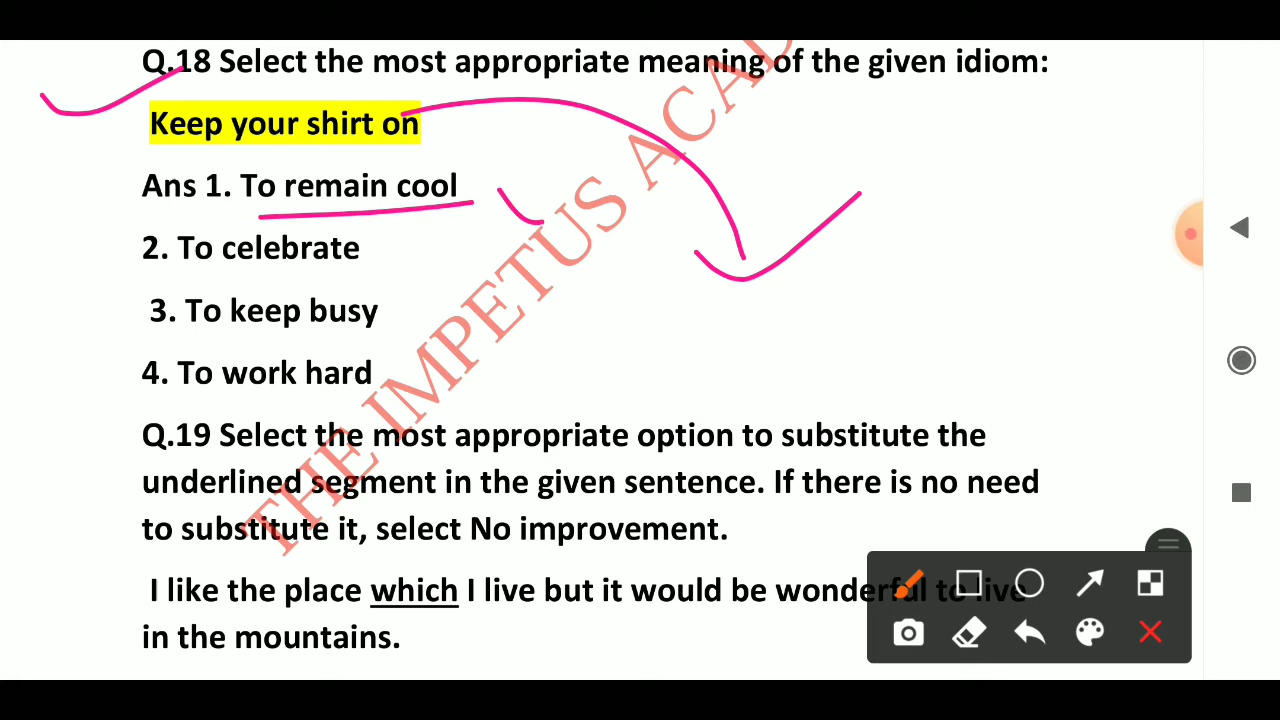 Q.18 Select the most appropriate meaning of the given idiom:
Keep your shirt on
Ans 1. To remain cool
2. To celebrate
3. To keep busy
4. To work hard
Q.19 Select the most appropriate option to substitute the
underlined segment in the given sentence. If there is no need
to substitute it, select No improvement.
I like the place which I live but it would be wonderful to live
in the mountains.
THE IMPETUS ACAD